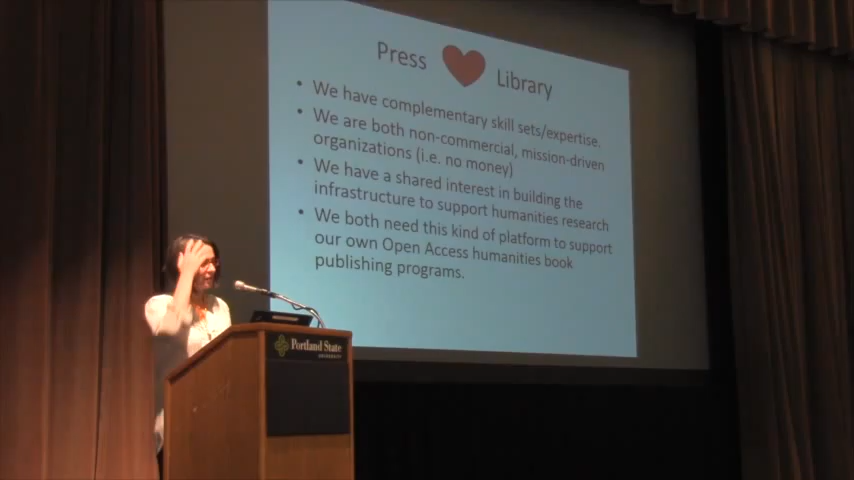 Press
Library
• We have complementary skill sets/expertise.
• We are both non-commercial, mission-driven
organizations (i.e. no money)
• We have a shared interest in building the
infrastructure to support humanities research
• We both need this kind of platform to support
our own Open Access humanities book
publishing programs.
Portland State
UNIVERSITY